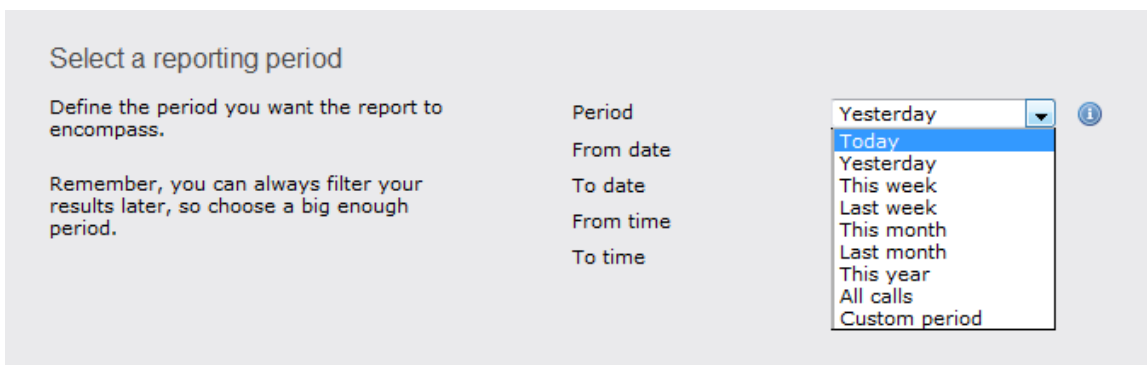 Select a reporting period
Define the period you want the report to
encompass.
Remember, you can always filter your
results later, so choose a big enough
period.
Period
From date
To date
From time
To time
Yesterday
Today
Yesterday
This week
Last week
This month
Last month
This year
All calls
Custom period